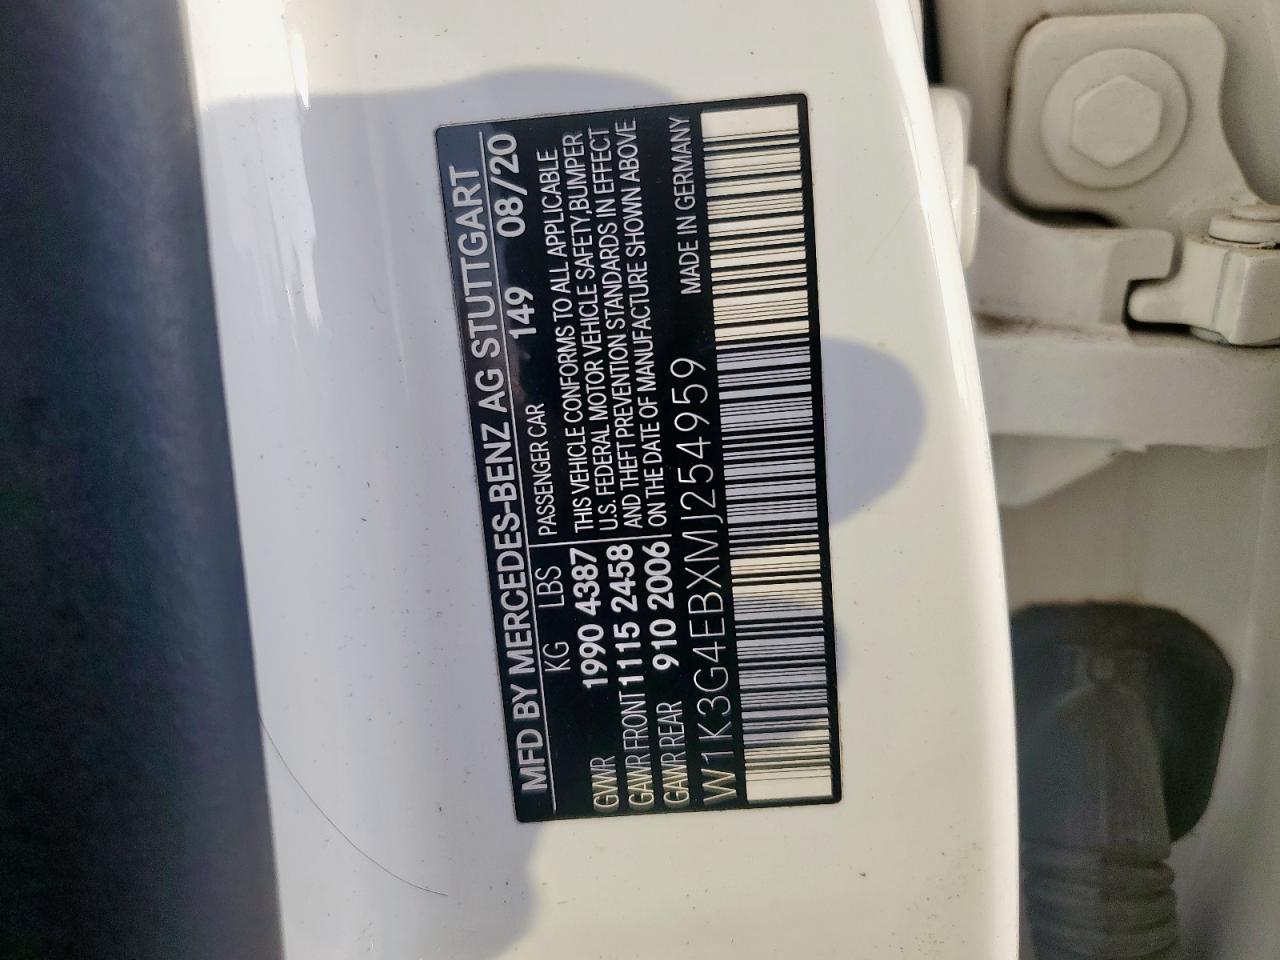 MFD BY MERCEDES-BENZ AG STUTTGART
KG LBS PASSENGER CAR 149 08/20
GVWR 1990 4387 THIS VEHICLE CONFORMS TO ALL APPLICABLE
U.S. FEDERAL MOTOR VEHICLE SAFETY,BUMPER
GAWR FRONT 1115 2458 AND THEFT PREVENTION STANDARDS IN EFFECT
GAWR REAR 910 2006 ON THE DATE OF MANUFACTURE SHOWN ABOVE
W1K3G4EBXMJ254959 MADE IN GERMANY